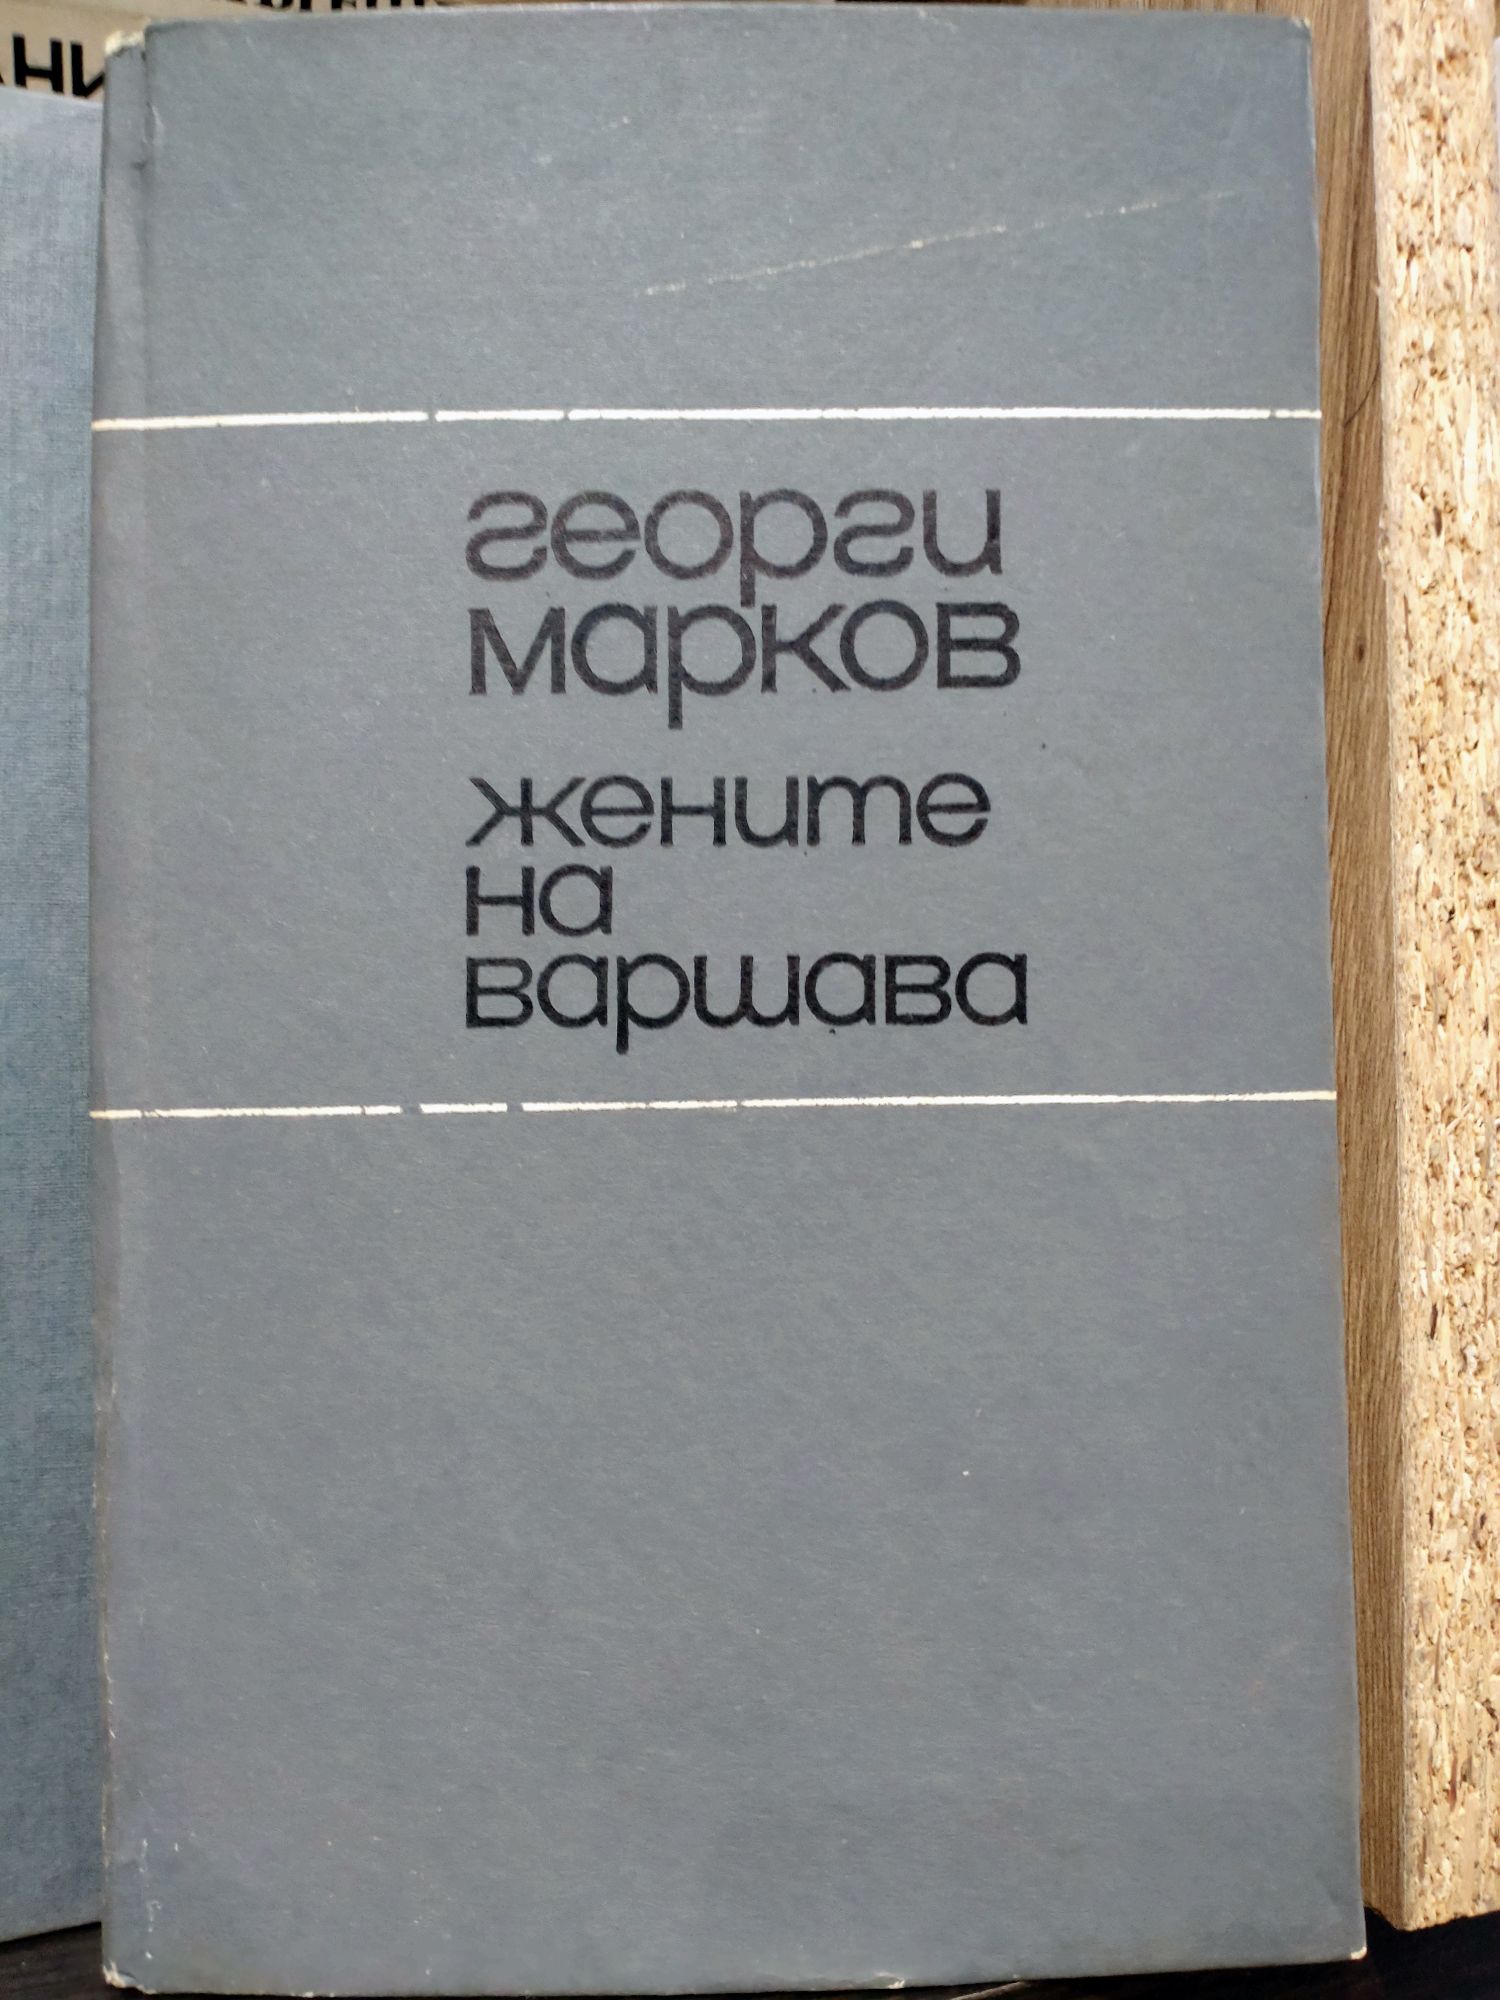 георги
марков
жените
на
варшава